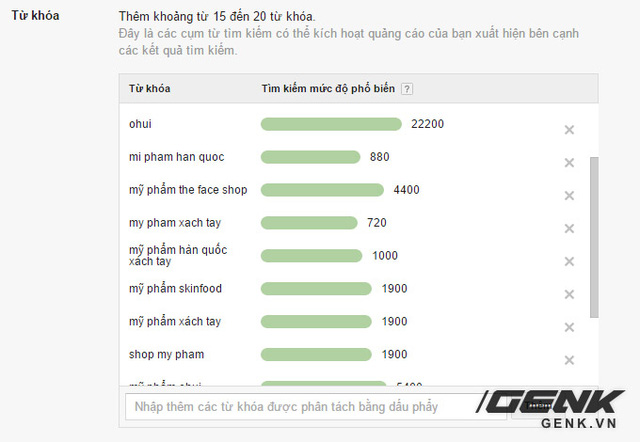 Từ khóa
Thêm khoảng từ 15 đến 20 từ khóa.
Đây là các cụm từ tìm kiếm có thể kích hoạt quảng cáo của bạn xuất hiện bên cạnh
các kết quả tìm kiếm.
Từ khóa Tìm kiếm mức độ phổ biến ?
ohui 22200
mi pham han quoc 880
mỹ phẩm the face shop 4400
my pham xach tay 720
mỹ phẩm hàn quốc
xách tay 1000
mỹ phẩm skinfood 1900
mỹ phẩm xách tay 1900
shop my pham 1900
mỹ phẩm ohui 5400
Nhập thêm các từ khóa được phân tách bằng dấu phẩy
GENK
GENK.VN